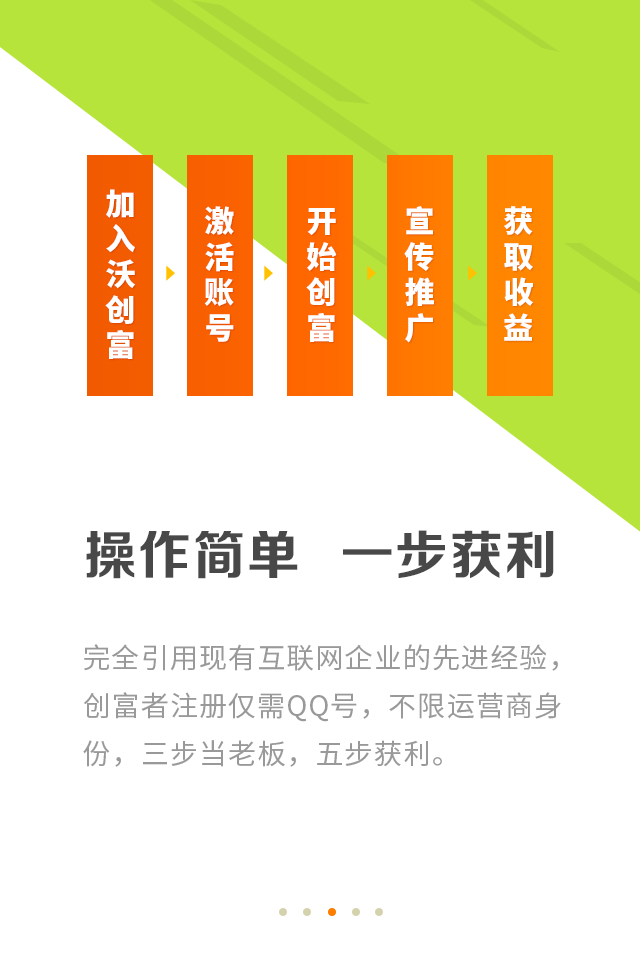 加入沃创富
激活账号
开始创富
宣传推广
获取收益
操作简单 一步获利
完全引用现有互联网企业的先进经验，
创富者注册仅需QQ号，不限运营商身
份，三步当老板，五步获利。